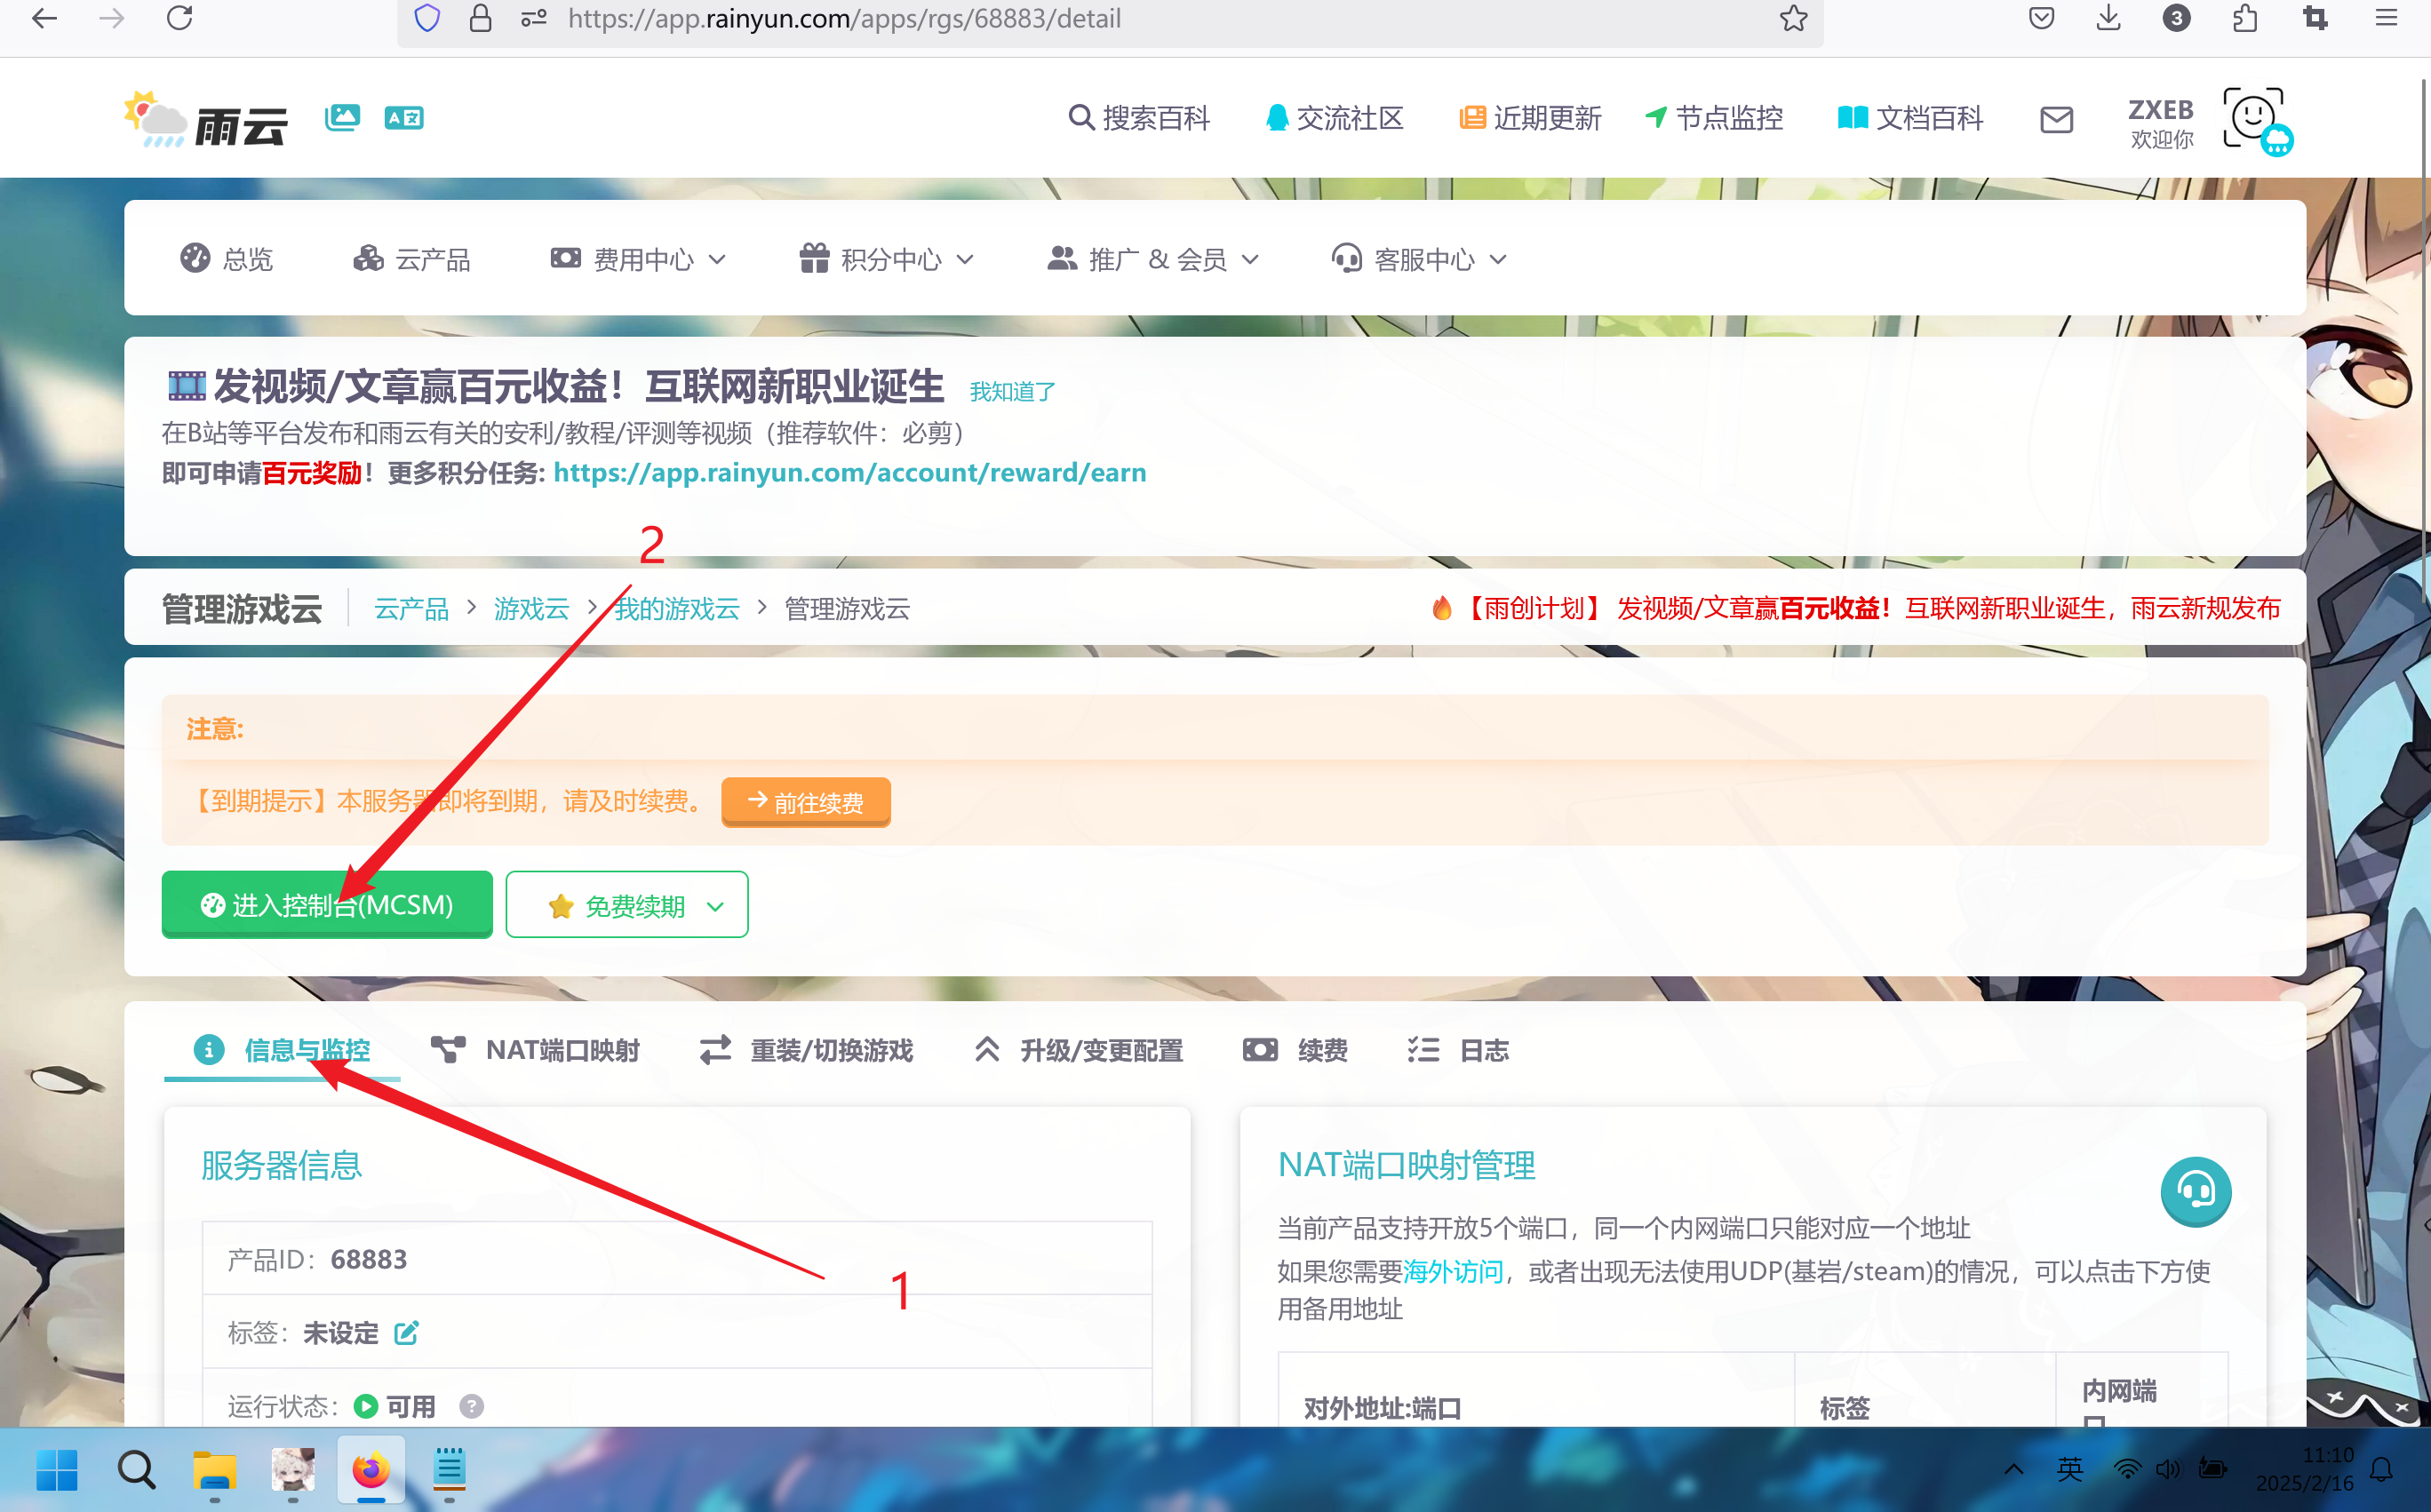 https://app.rainyun.com/apps/rgs/68883/detail
3
雨云
A文
搜索百科
交流社区
近期更新
节点监控
文档百科
ZXEB
欢迎你
总览
云产品
费用中心
积分中心
推广 & 会员
客服中心
发视频/文章赢百元收益！互联网新职业诞生 我知道了
在B站等平台发布和雨云有关的安利/教程/评测等视频（推荐软件：必剪）
即可申请百元奖励！更多积分任务: https://app.rainyun.com/account/reward/earn
2
管理游戏云
云产品 > 游戏云 > 我的游戏云 > 管理游戏云
【雨创计划】 发视频/文章赢百元收益！互联网新职业诞生，雨云新规发布
注意:
【到期提示】本服务器即将到期，请及时续费。
前往续费
进入控制台(MCSM)
免费续期
信息与监控
NAT端口映射
重装/切换游戏
升级/变更配置
续费
日志
服务器信息
产品ID：68883
标签：未设定
运行状态：可用 ?
1
NAT端口映射管理
当前产品支持开放5个端口，同一个内网端口只能对应一个地址
如果您需要海外访问，或者出现无法使用UDP(基岩/steam)的情况，可以点击下方使
用备用地址
对外地址:端口
标签
内网端
口
英
11:10
2025/2/16